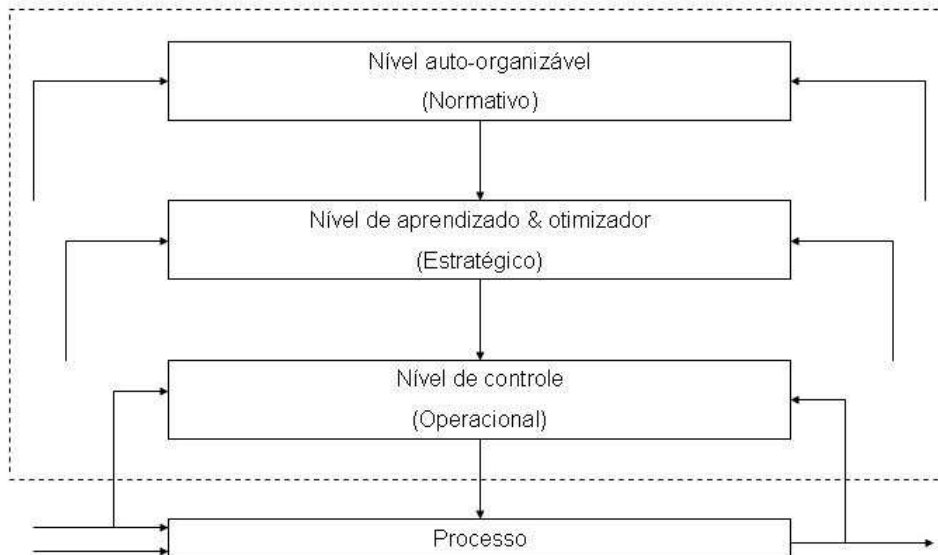 Nível auto-organizável
(Normativo)
Nível de aprendizado & otimizador
(Estratégico)
Nível de controle
(Operacional)
Processo